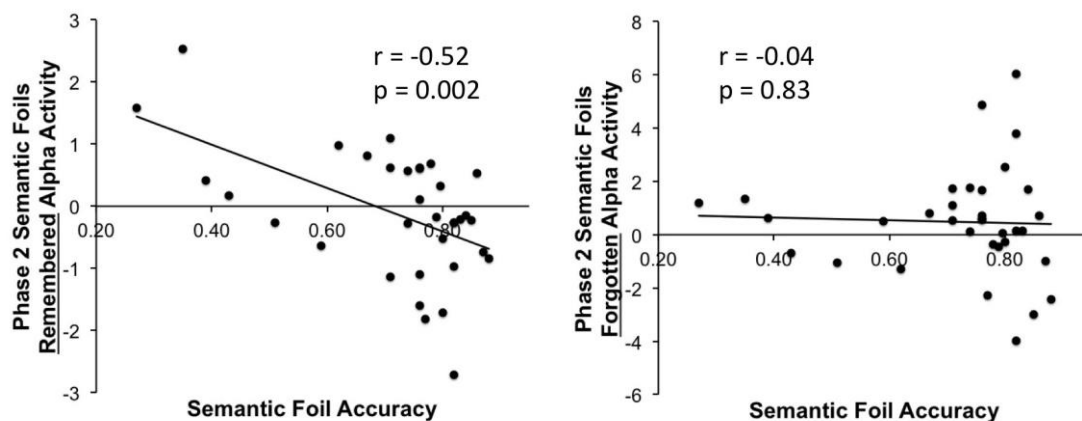 Phase 2 Semantic Foils
Remembered Alpha Activity
3
2
1
0
-1
-2
-3
0.20
0.40
0.60
0.80
r = -0.52
p = 0.002
Semantic Foil Accuracy
Phase 2 Semantic Foils
Forgotten Alpha Activity
8
6
4
2
0
-2
-4
-6
0.20
0.40
0.60
0.80
r = -0.04
p = 0.83
Semantic Foil Accuracy